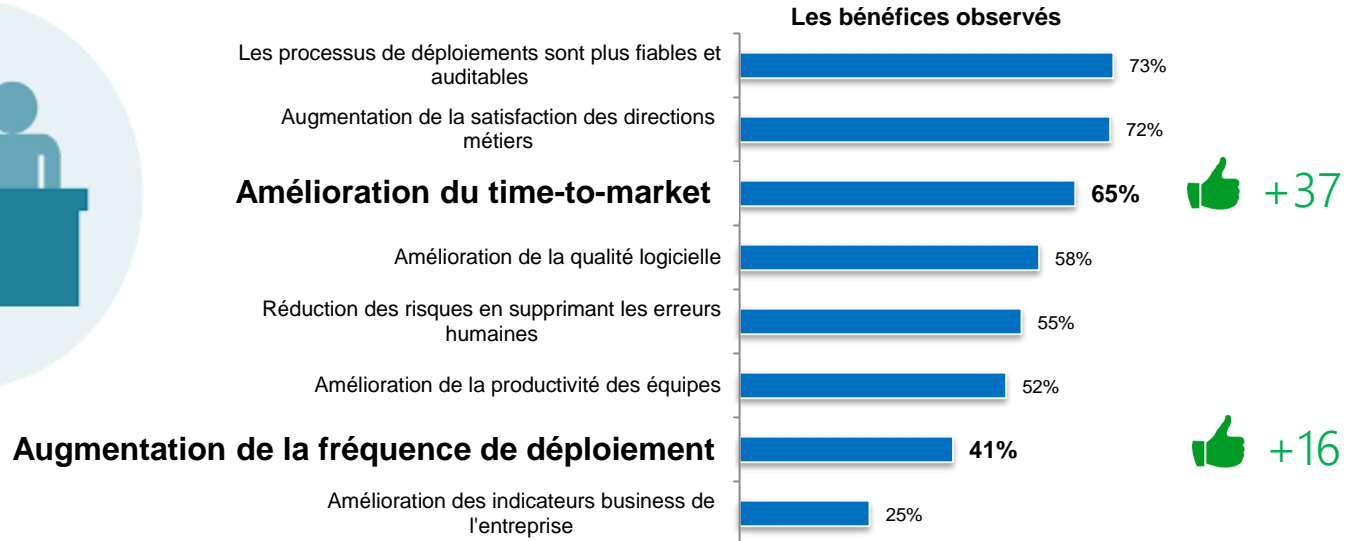 Les bénéfices observés
Les processus de déploiements sont plus fiables et
auditables
73%
Augmentation de la satisfaction des directions
métiers
72%
Amélioration du time-to-market
65%
+37
Amélioration de la qualité logicielle
58%
Réduction des risques en supprimant les erreurs
humaines
55%
Amélioration de la productivité des équipes
52%
Augmentation de la fréquence de déploiement
41%
+16
Amélioration des indicateurs business de
l'entreprise
25%